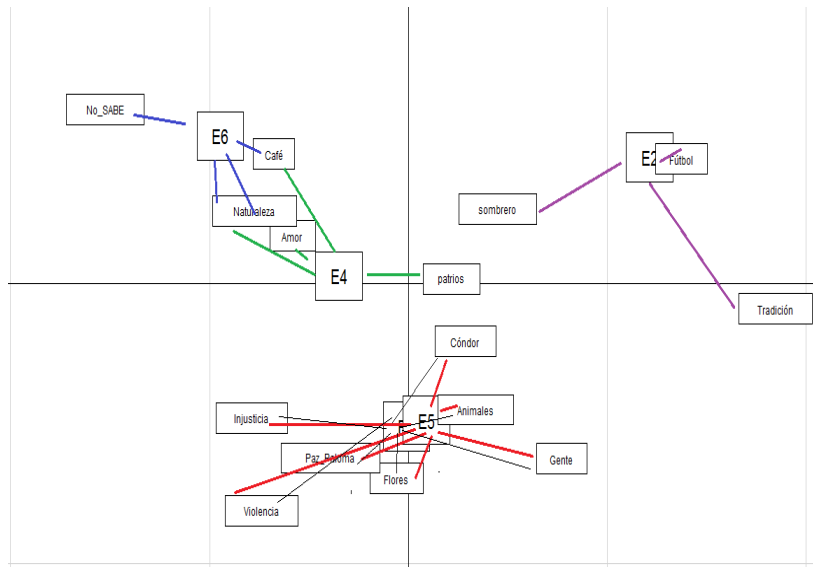 No_SABE
E6
Café
E2
Fútbol
Naturaleza
sombrero
Amor
E4
patrios
Tradición
Cóndor
Injusticia
E5
Animales
Paz_Paloma
Gente
Flores
Violencia